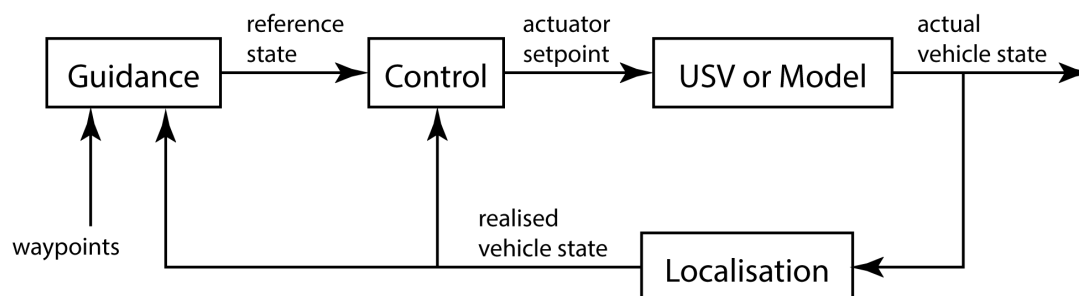 reference
state
actuator
setpoint
actual
vehicle state
Guidance
Control
USV or Model
waypoints
realised
vehicle state
Localisation